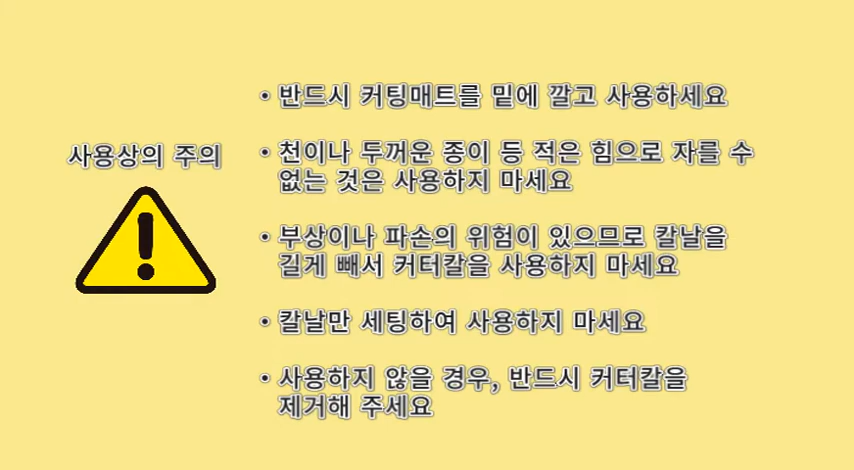 사용상의 주의
• 반드시 커팅매트를 밑에 깔고 사용하세요
• 천이나 두꺼운 종이 등 적은 힘으로 자를 수
없는 것은 사용하지 마세요
• 부상이나 파손의 위험이 있으므로 칼날을
길게 빼서 커터칼을 사용하지 마세요
• 칼날만 세팅하여 사용하지 마세요
• 사용하지 않을 경우, 반드시 커터칼을
제거해 주세요